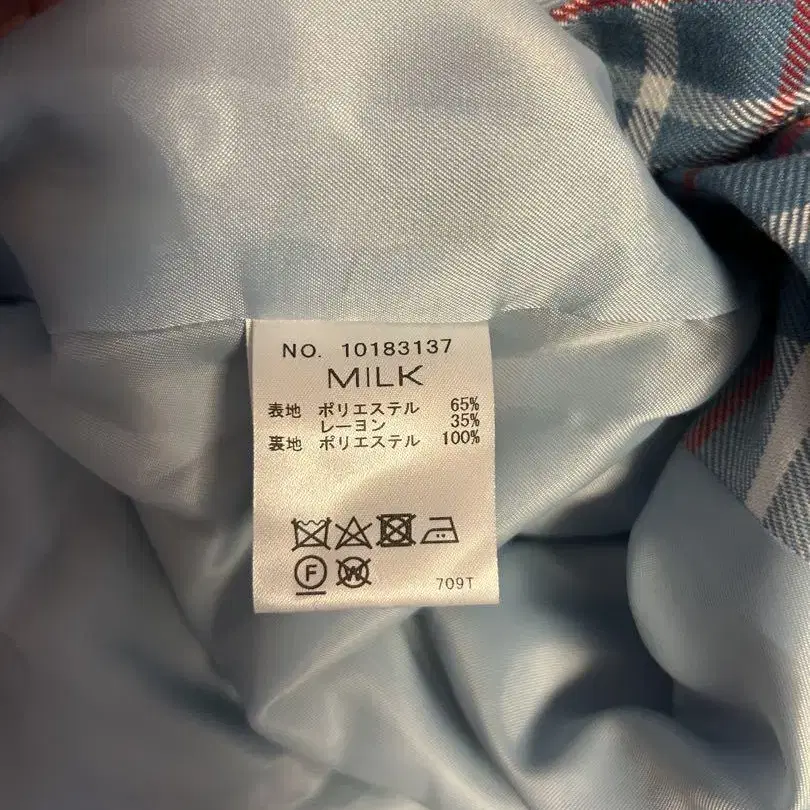 NO. 10183137
MILK
表地 ポリエステル 65%
レーヨン 35%
裏地 ポリエステル 100%
F W
709T